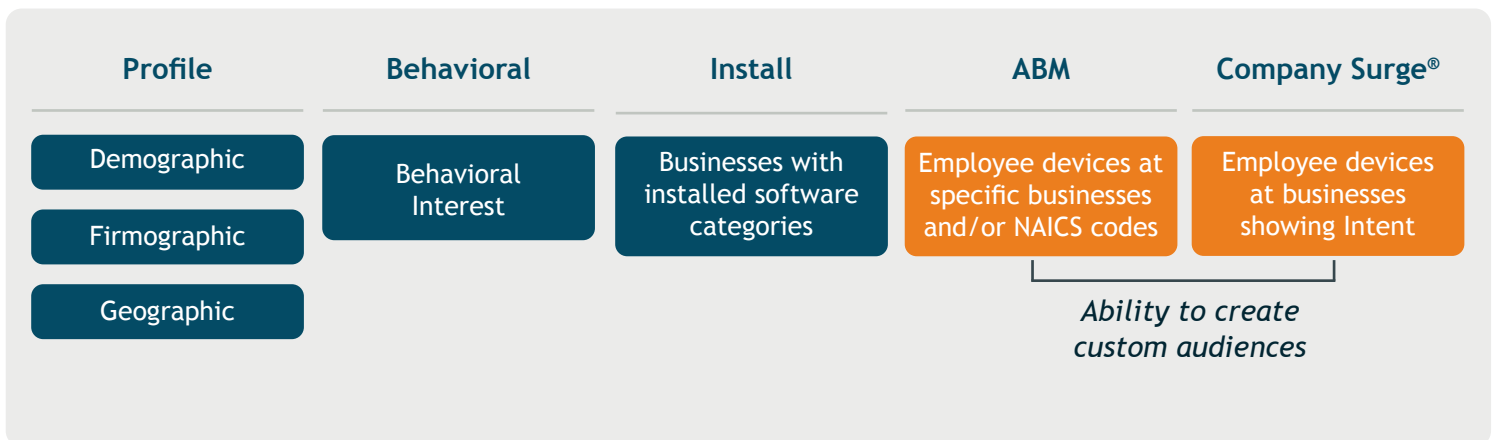 Profile
Behavioral
Install
ABM
Company Surge®
Demographic
Firmographic
Geographic
Behavioral
Interest
Businesses with
installed software
categories
Employee devices at
specific businesses
and/or NAICS codes
Employee devices
at businesses
showing Intent
Ability to create
custom audiences